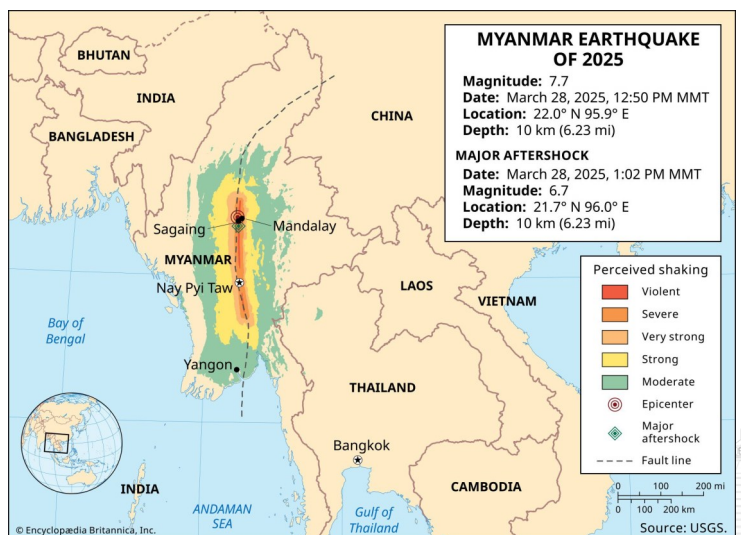 MYANMAR EARTHQUAKE
OF 2025
Magnitude: 7.7
Date: March 28, 2025, 12:50 PM MMT
Location: 22.0° N 95.9° E
Depth: 10 km (6.23 mi)
MAJOR AFTERSHOCK
Date: March 28, 2025, 1:02 PM MMT
Magnitude: 6.7
Location: 21.7° N 96.0° E
Depth: 10 km (6.23 mi)
BHUTAN
INDIA
CHINA
BANGLADESH
Sagaing
Mandalay
MYANMAR
Nay Pyi Taw
LAOS
VIETNAM
Bay of
Bengal
Yangon
THAILAND
Bangkok
CAMBODIA
INDIA
ANDAMAN
SEA
Gulf of
Thailand
Perceived shaking
Violent
Severe
Very strong
Strong
Moderate
Epicenter
Major
aftershock
Fault line
0 100 200 mi
0 100 200 km
© Encyclopædia Britannica, Inc.
Source: USGS.